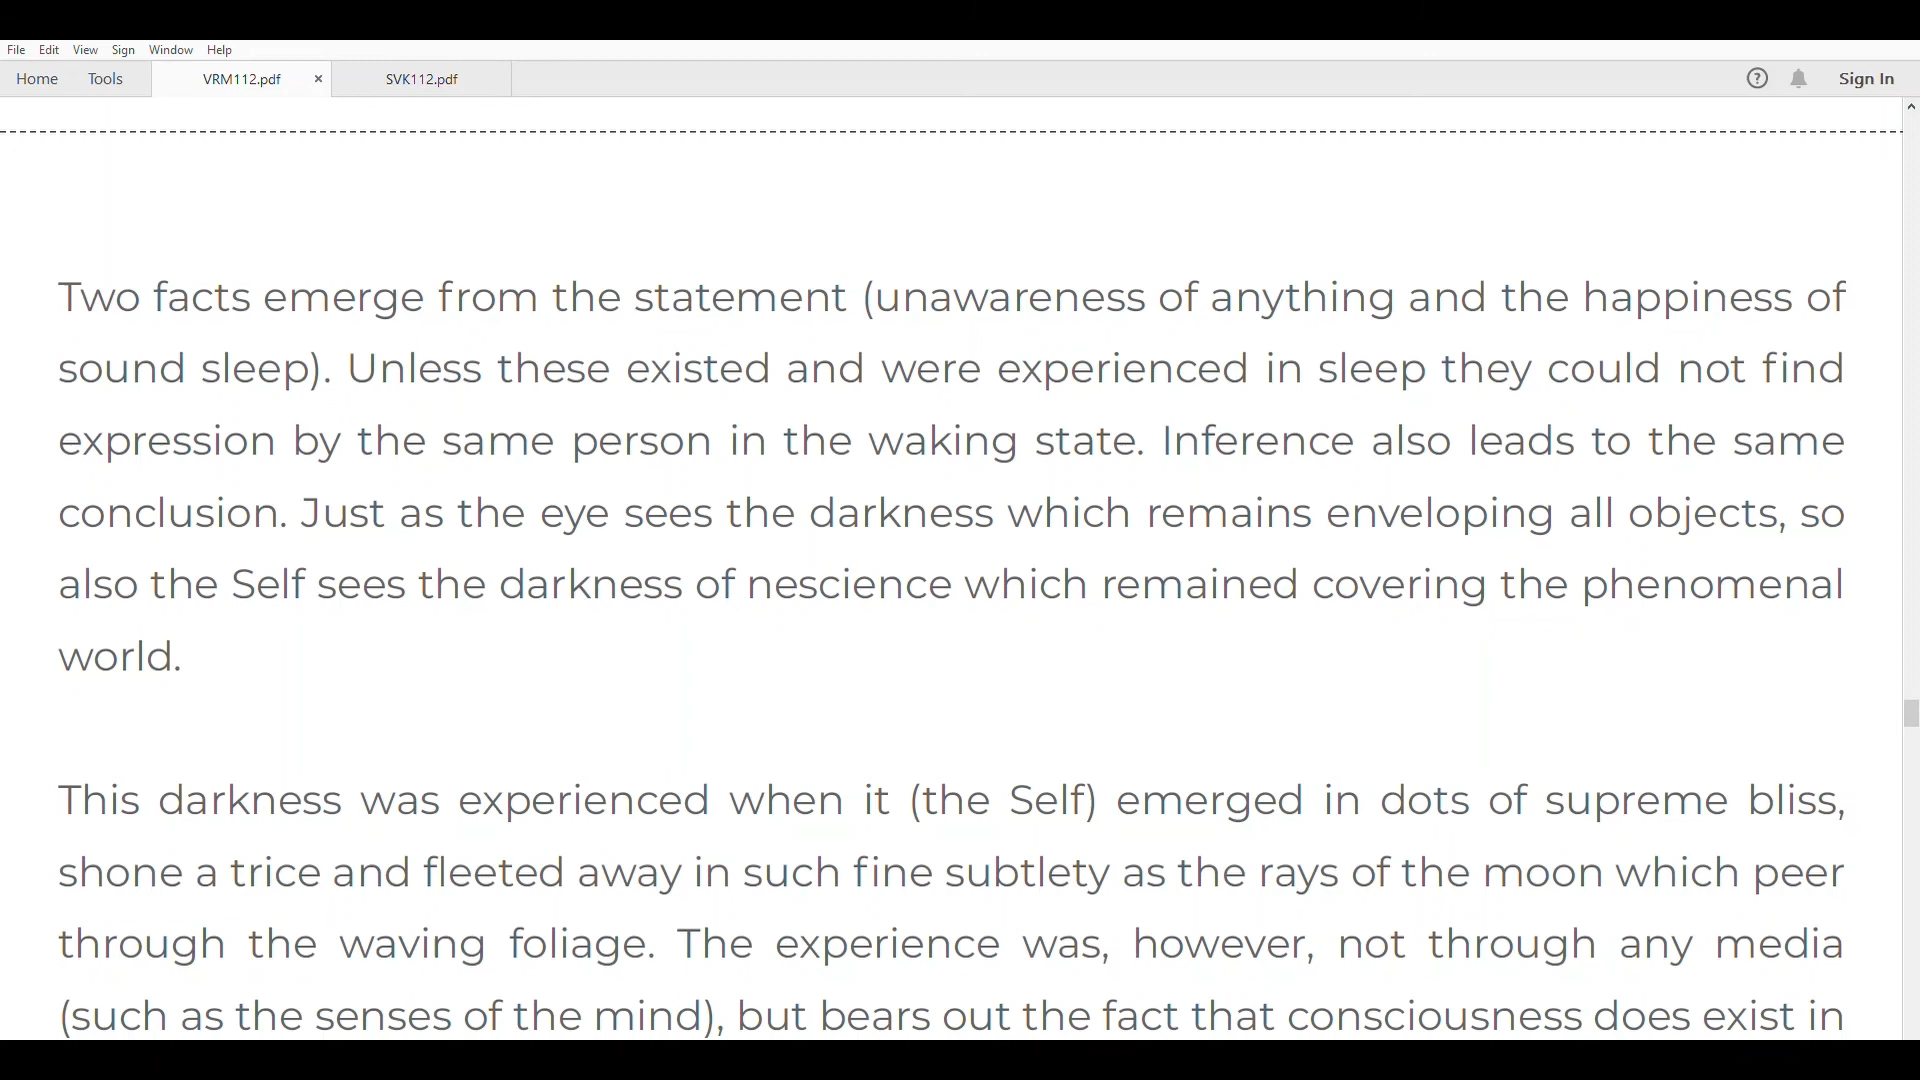 File Edit View Sign Window Help
Home Tools VRM112.pdf × SVK112.pdf ? Sign In
Two facts emerge from the statement (unawareness of anything and the happiness of
sound sleep). Unless these existed and were experienced in sleep they could not find
expression by the same person in the waking state. Inference also leads to the same
conclusion. Just as the eye sees the darkness which remains enveloping all objects, so
also the Self sees the darkness of nescience which remained covering the phenomenal
world.
This darkness was experienced when it (the Self) emerged in dots of supreme bliss,
shone a trice and fleeted away in such fine subtlety as the rays of the moon which peer
through the waving foliage. The experience was, however, not through any media
(such as the senses of the mind), but bears out the fact that consciousness does exist in